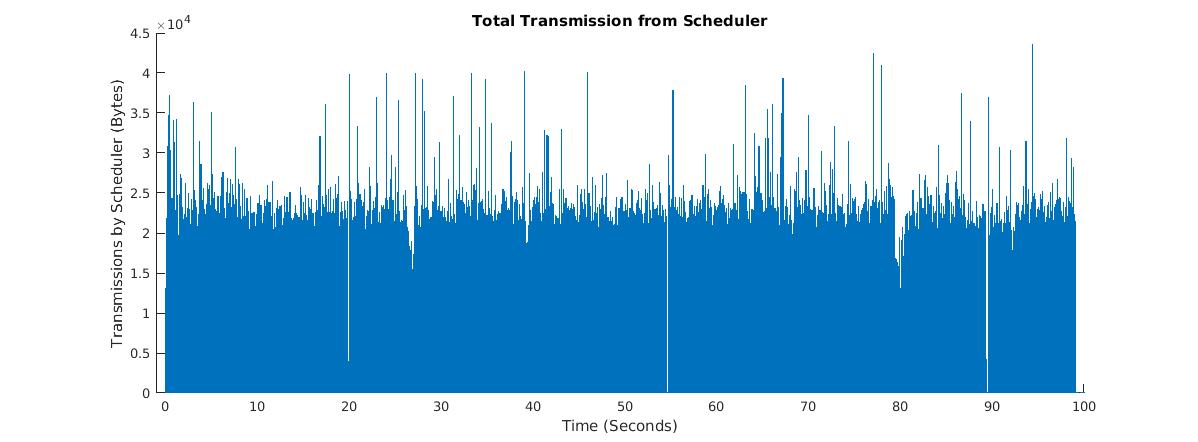 Total Transmission from Scheduler
×10^4
4.5
4
3.5
3
2.5
2
1.5
1
0.5
0
Transmissions by Scheduler (Bytes)
0 10 20 30 40 50 60 70 80 90 100
Time (Seconds)